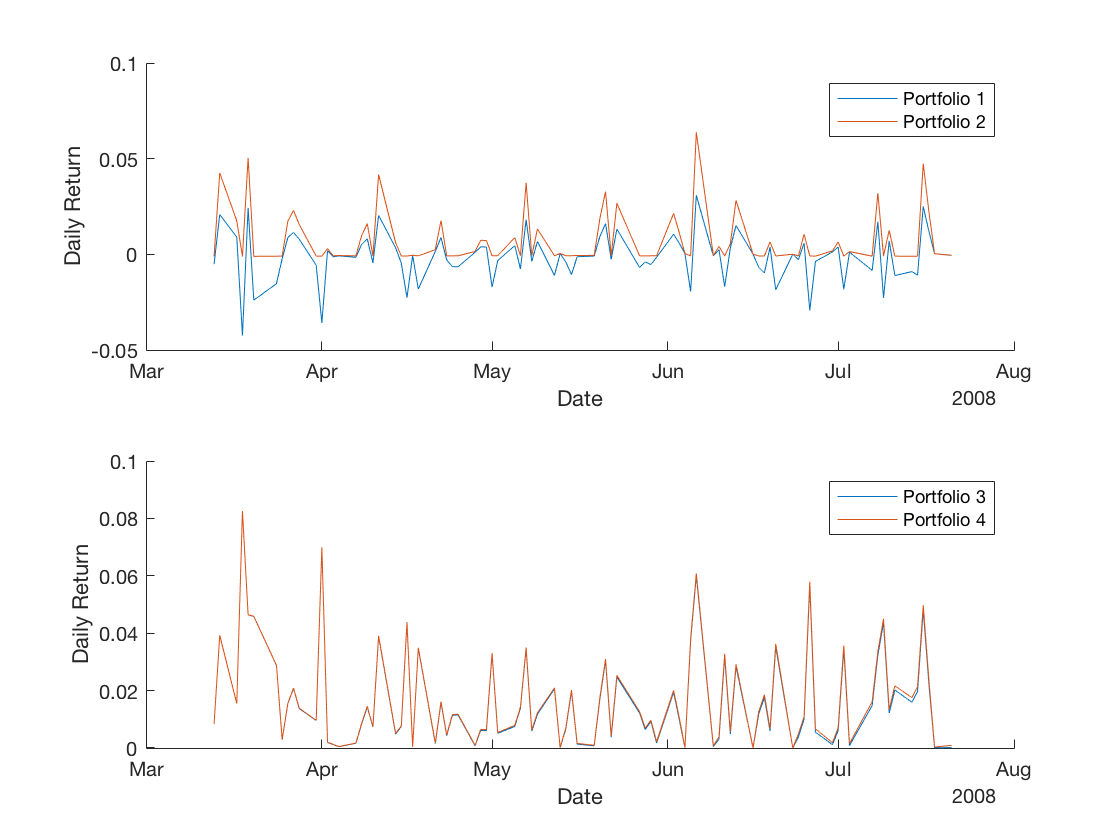 0.1
0.05
0
-0.05
Daily Return
Portfolio 1
Portfolio 2
Mar Apr May Jun Jul Aug
Date
2008
0.1
0.08
0.06
0.04
0.02
0
Daily Return
Portfolio 3
Portfolio 4
Mar Apr May Jun Jul Aug
Date
2008